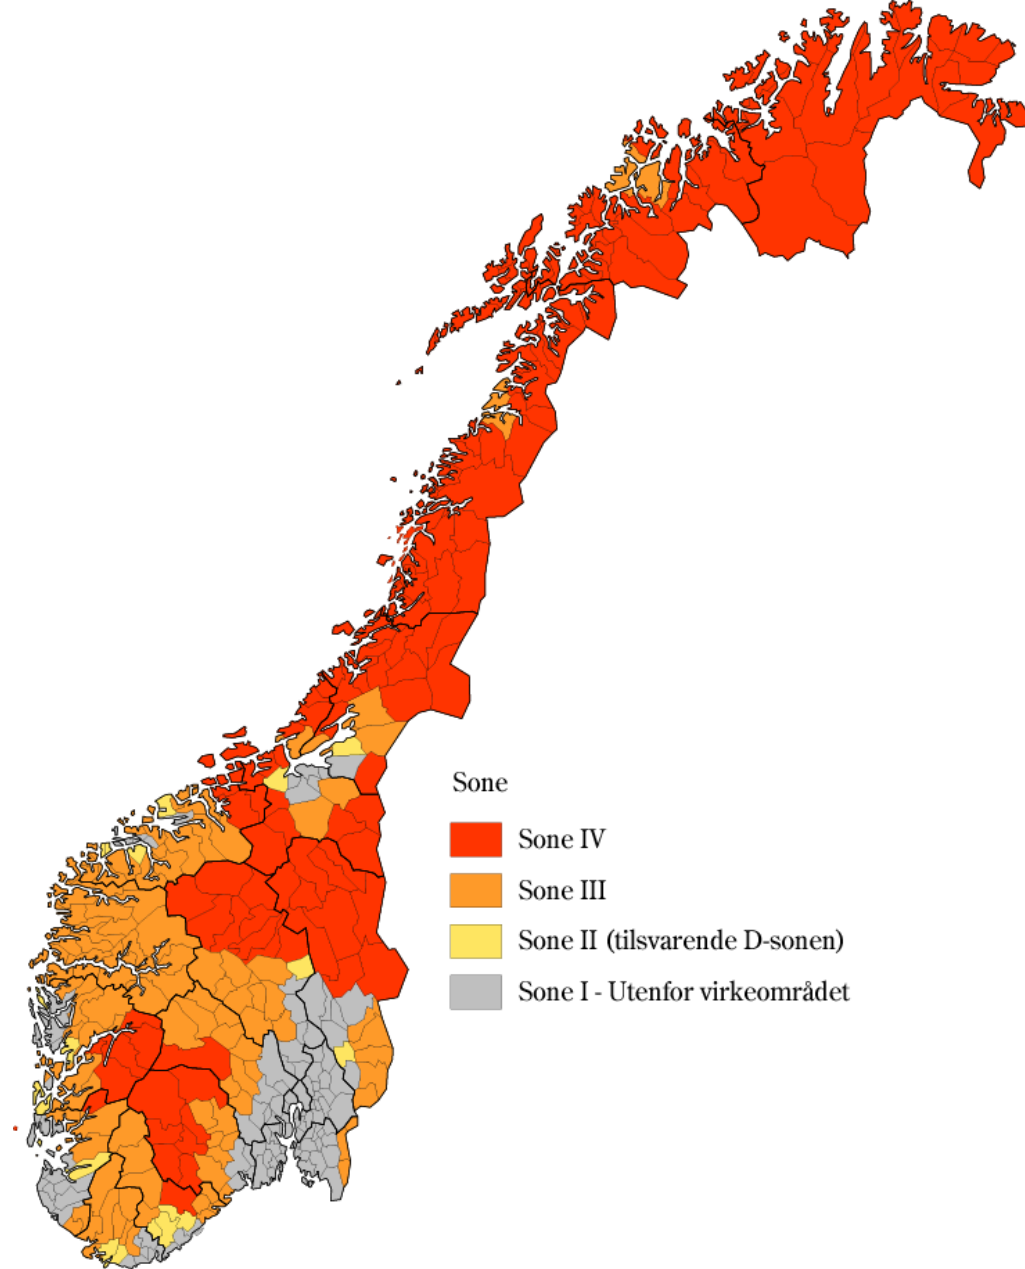 Sone
Sone IV
Sone III
Sone II (tilsvarende D-sonen)
Sone I - Utenfor virkeområdet